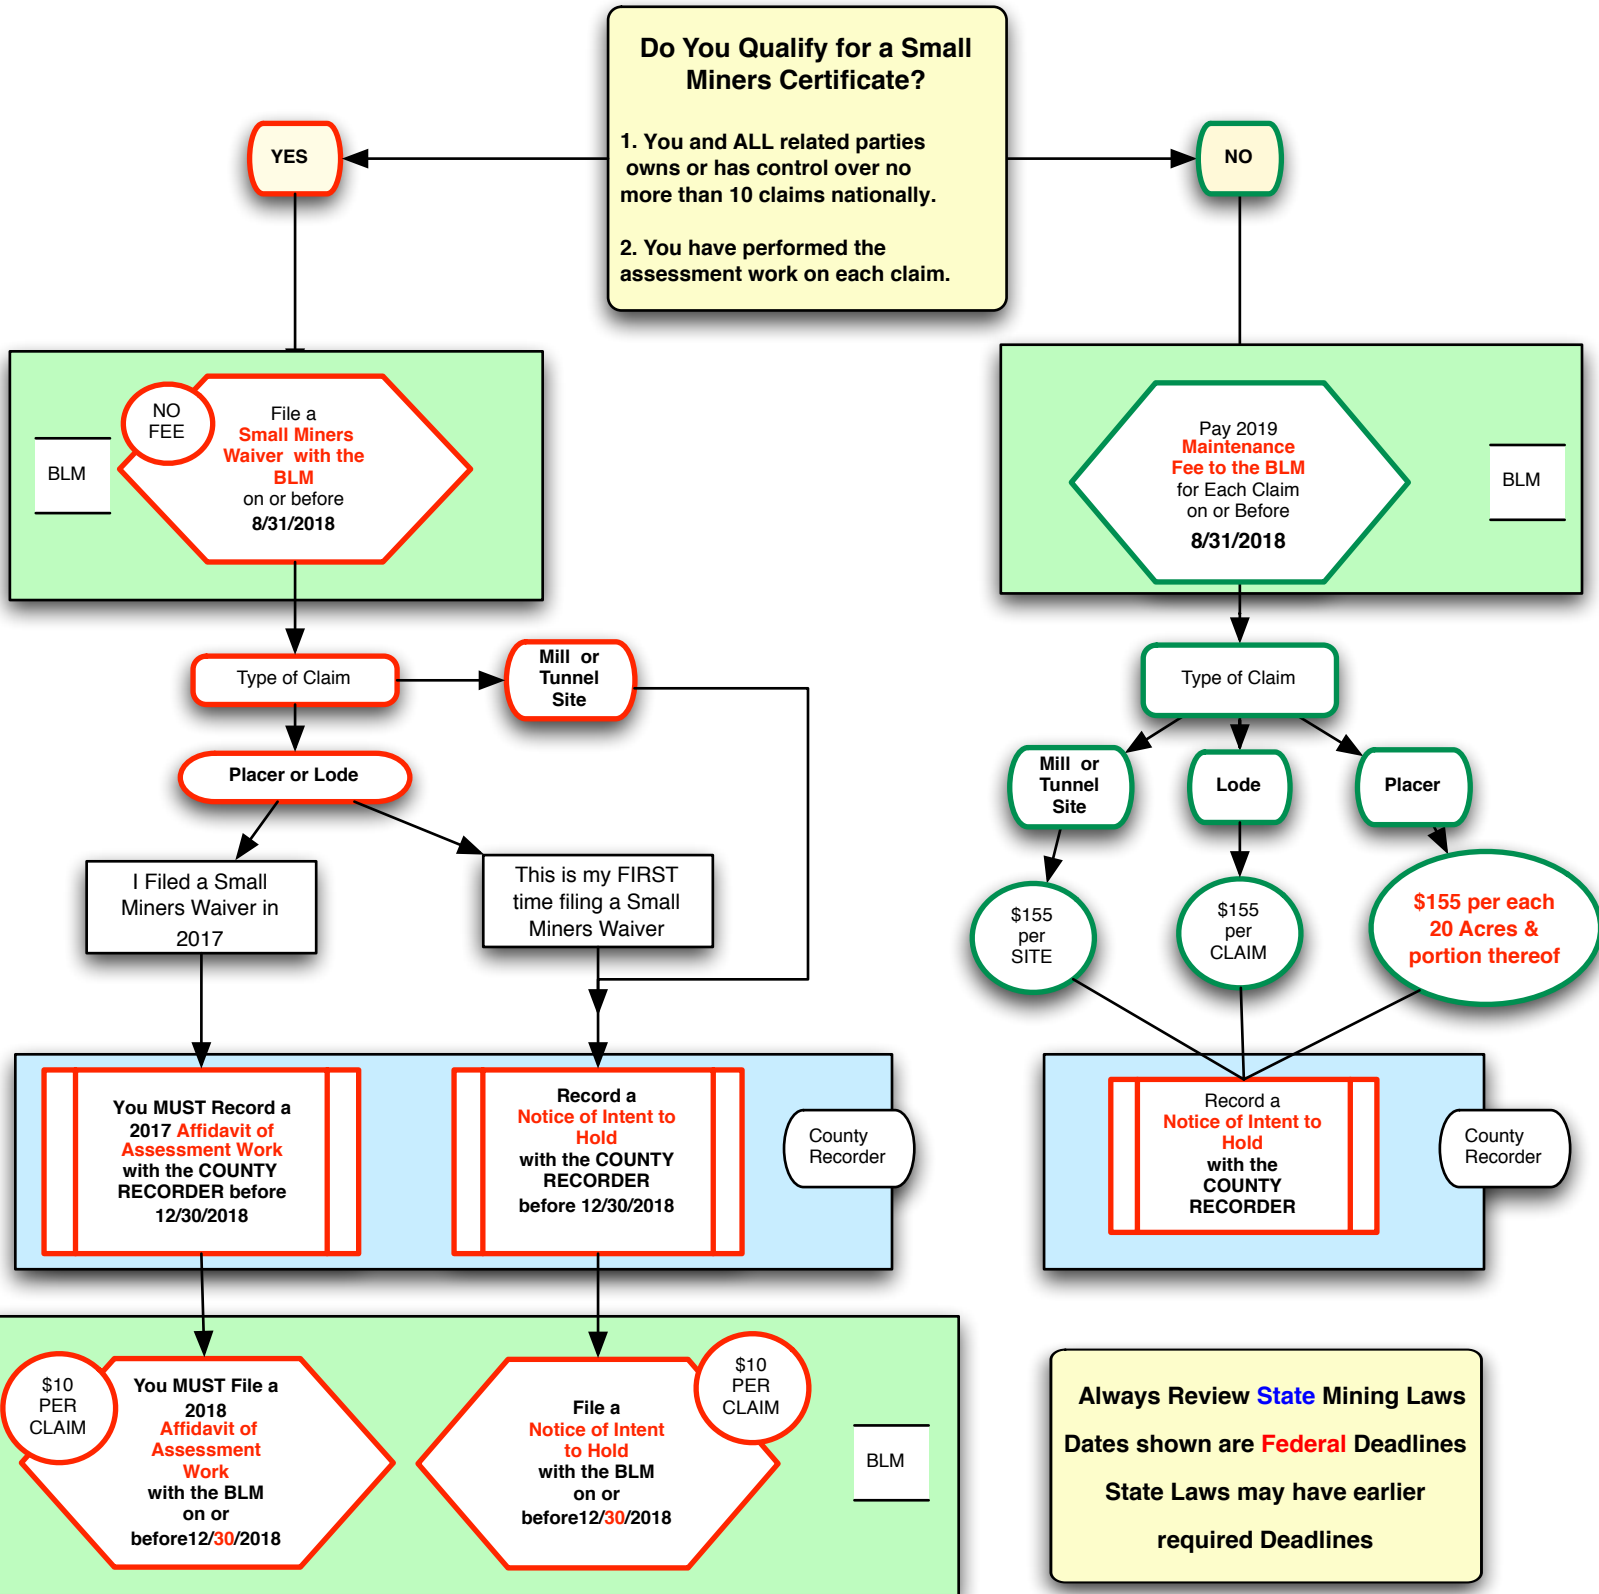 Do You Qualify for a Small
Miners Certificate?
1. You and ALL related parties
owns or has control over no
more than 10 claims nationally.
2. You have performed the
assessment work on each claim.
YES
NO
BLM
NO
FEE
File a
Small Miners
Waiver with the
BLM
on or before
8/31/2018
Pay 2019
Maintenance
Fee to the BLM
for Each Claim
on or Before
8/31/2018
BLM
Type of Claim
Mill or
Tunnel
Site
Placer or Lode
I Filed a Small
Miners Waiver in
2017
This is my FIRST
time filing a Small
Miners Waiver
Type of Claim
Mill or
Tunnel
Site
Lode
Placer
$155
per
SITE
$155
per
CLAIM
$155 per each
20 Acres &
portion thereof
You MUST Record a
2017 Affidavit of
Assessment Work
with the COUNTY
RECORDER before
12/30/2018
Record a
Notice of Intent to
Hold
with the COUNTY
RECORDER
before 12/30/2018
County
Recorder
Record a
Notice of Intent to
Hold
with the
COUNTY
RECORDER
County
Recorder
$10
PER
CLAIM
You MUST File a
2018
Affidavit of
Assessment
Work
with the BLM
on or
before12/30/2018
File a
Notice of Intent
to Hold
with the BLM
on or
before12/30/2018
$10
PER
CLAIM
BLM
Always Review State Mining Laws
Dates shown are Federal Deadlines
State Laws may have earlier
required Deadlines